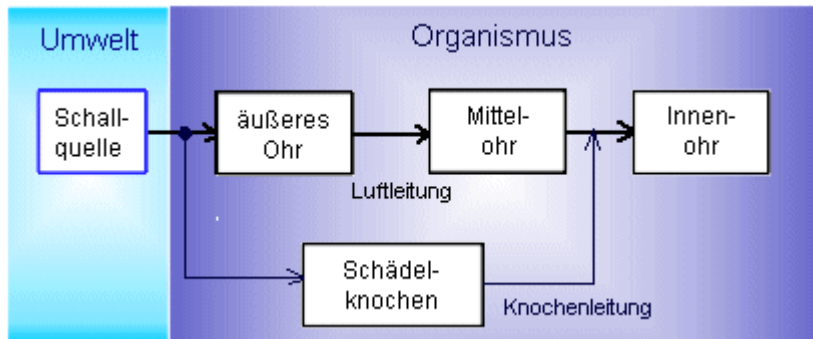 Umwelt
Organismus
Schall-
quelle
äußeres
Ohr
Mittel-
ohr
Innen-
ohr
Luftleitung
Schädel-
knochen
Knochenleitung